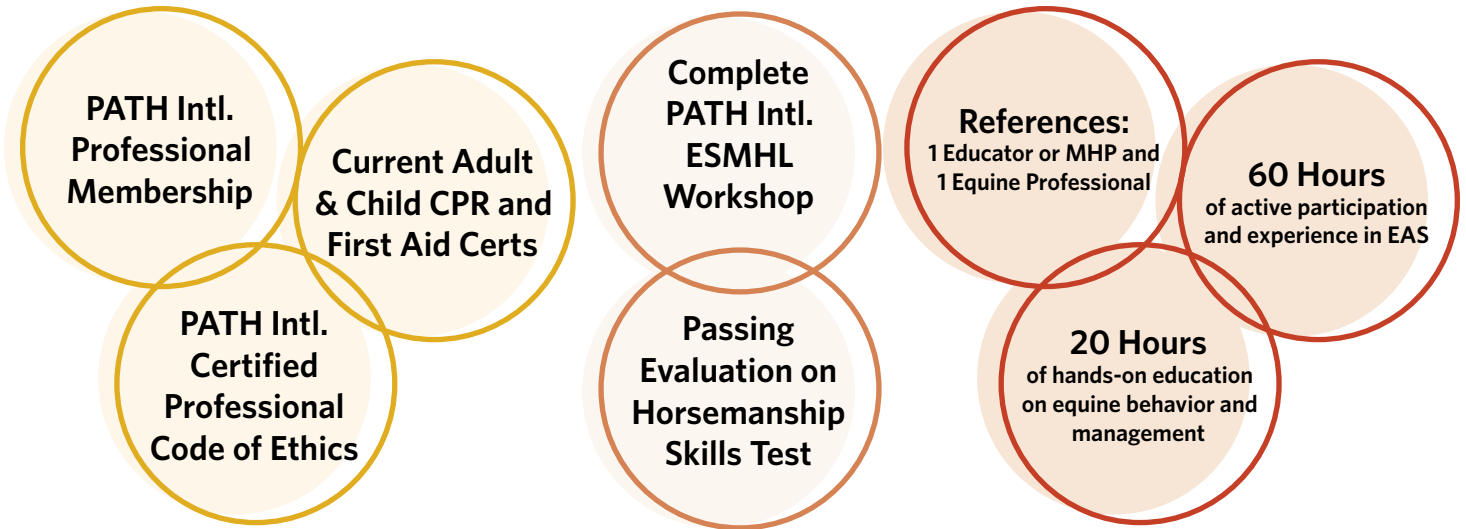 PATH Intl.
Professional
Membership
Current Adult
& Child CPR and
First Aid Certs
PATH Intl.
Certified
Professional
Code of Ethics
Complete
PATH Intl.
ESMHL
Workshop
Passing
Evaluation on
Horsemanship
Skills Test
References:
1 Educator or MHP and
1 Equine Professional
60 Hours
of active participation
and experience in EAS
20 Hours
of hands-on education
on equine behavior and
management